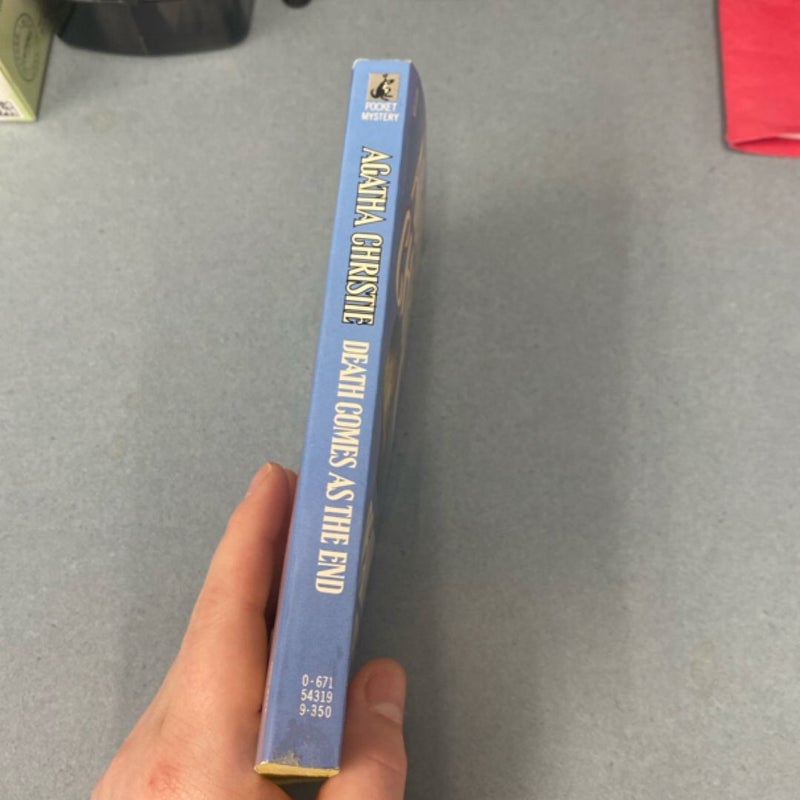 POCKET
MYSTERY
AGATHA CHRISTIE
DEATH COMES AS THE END
0-671
54319
9-350